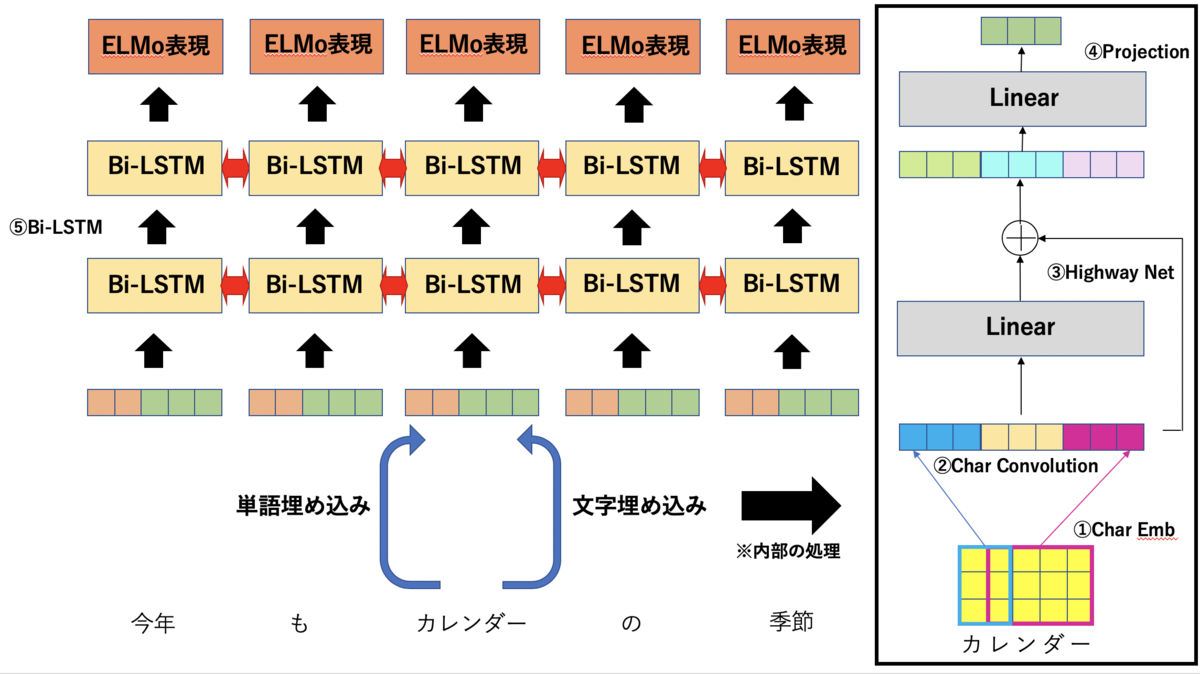 ELMo表現 ELMo表現 ELMo表現 ELMo表現 ELMo表現
Bi-LSTM Bi-LSTM Bi-LSTM Bi-LSTM Bi-LSTM
⑤Bi-LSTM
Bi-LSTM Bi-LSTM Bi-LSTM Bi-LSTM Bi-LSTM
単語埋め込み 文字埋め込み
※内部の処理
今年 も カレンダー の 季節
④Projection
Linear
③Highway Net
Linear
②Char Convolution
①Char Emb
カレンダー